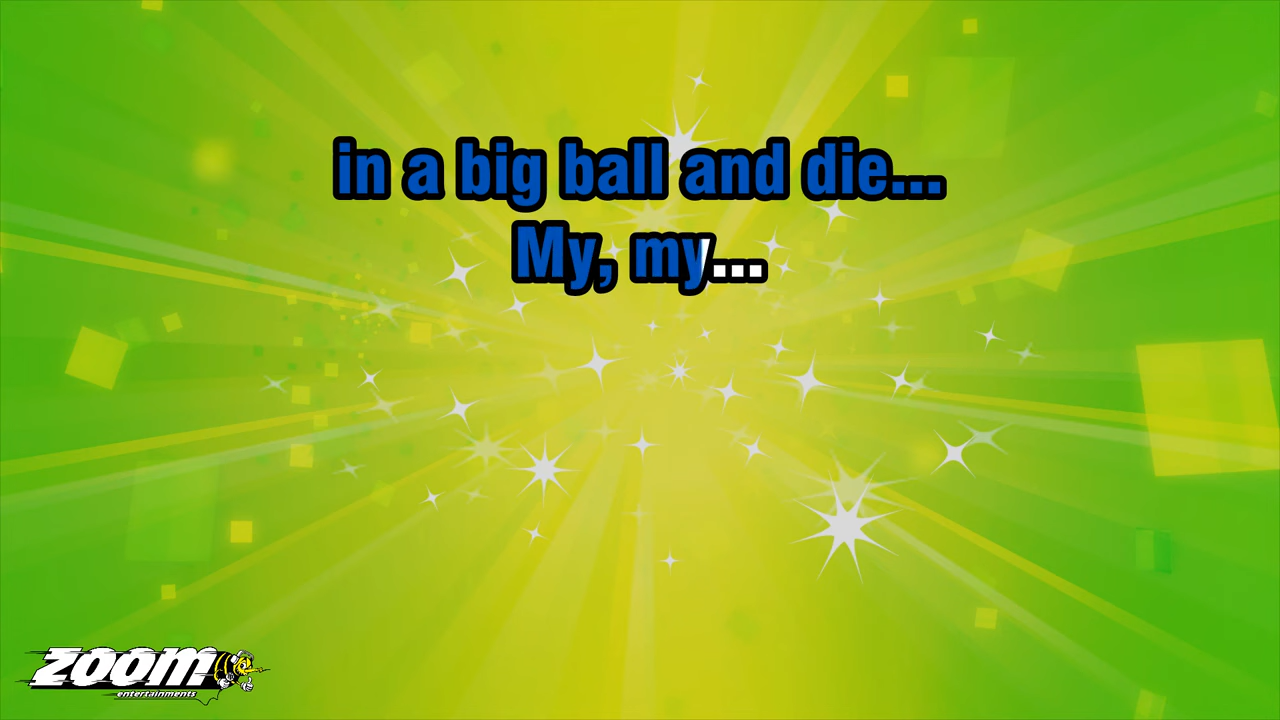 in a big ball and die...
My, my...
zoom
entertainments